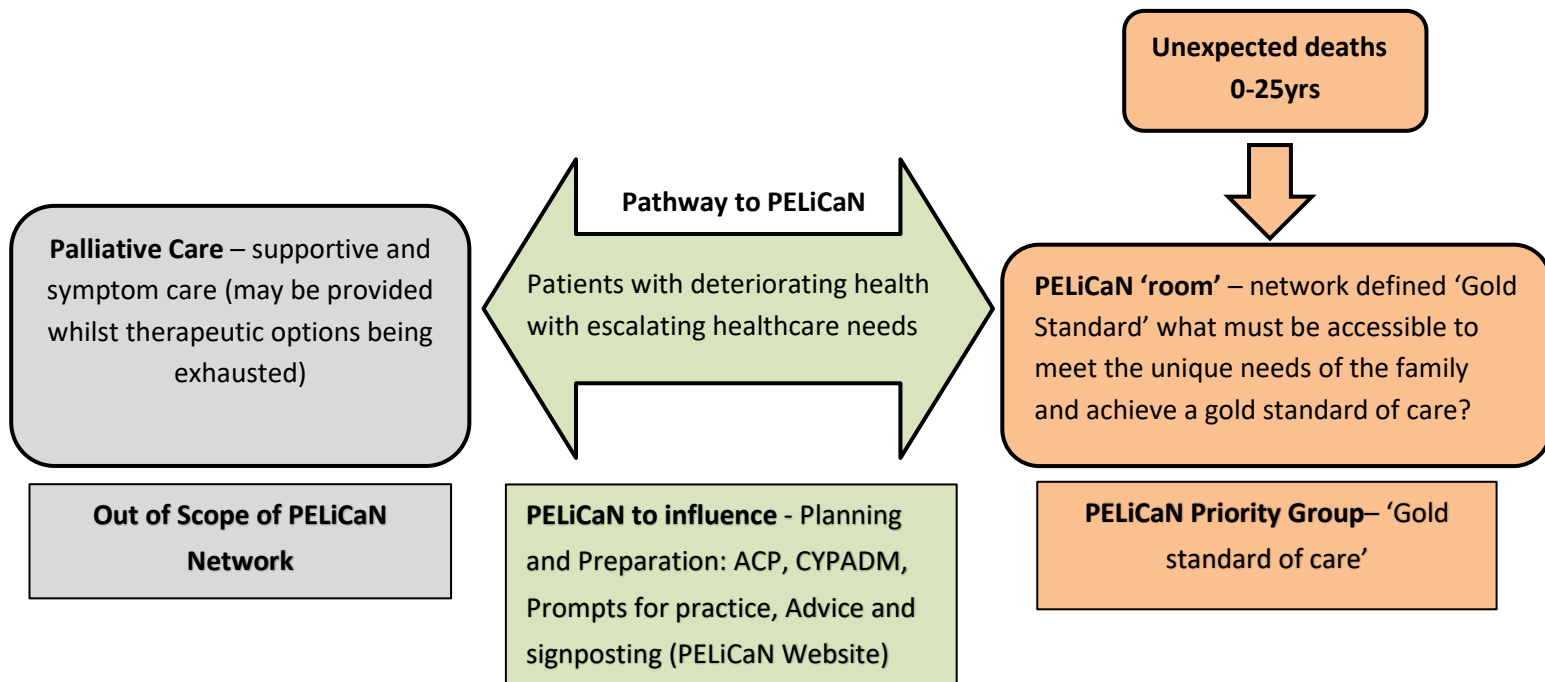 Unexpected deaths
0-25yrs
Pathway to PELiCaN
Palliative Care – supportive and
symptom care (may be provided
whilst therapeutic options being
exhausted)
Patients with deteriorating health
with escalating healthcare needs
PELiCaN ‘room’ – network defined ‘Gold
Standard’ what must be accessible to
meet the unique needs of the family
and achieve a gold standard of care?
Out of Scope of PELiCaN
Network
PELiCaN to influence - Planning
and Preparation: ACP, CYPADM,
Prompts for practice, Advice and
signposting (PELiCaN Website)
PELiCaN Priority Group– ‘Gold
standard of care’